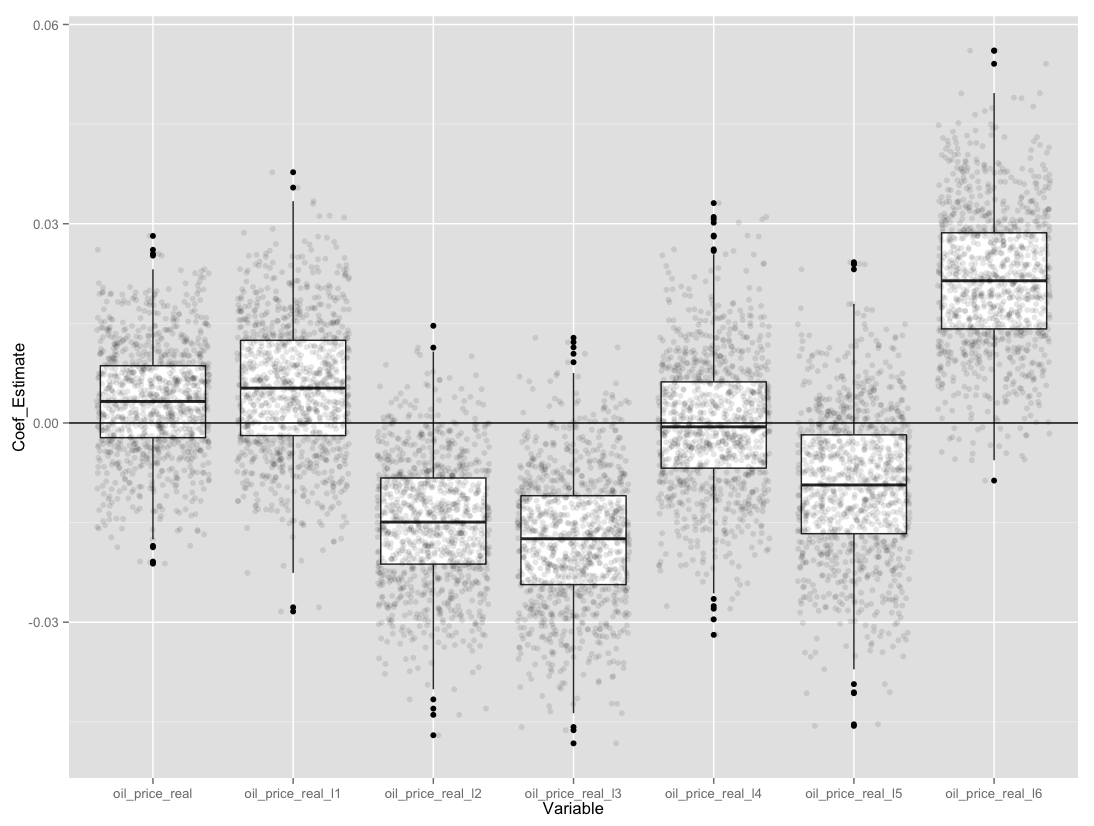 0.06
0.03
0.00
-0.03
Coef_Estimate
oil_price_real
oil_price_real_l1
oil_price_real_l2
oil_price_real_l3
oil_price_real_l4
oil_price_real_l5
oil_price_real_l6
Variable